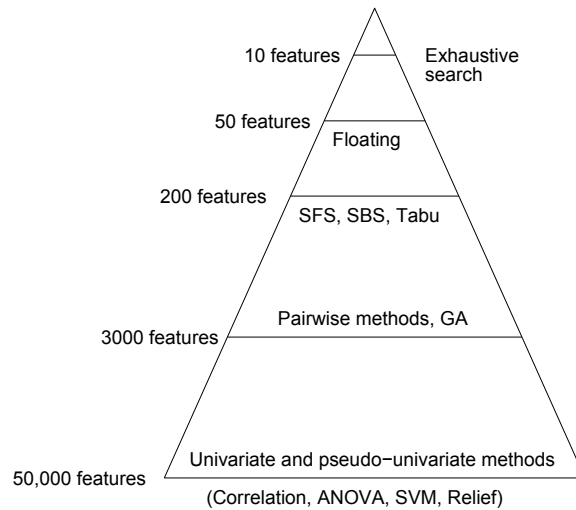 10 features
Exhaustive
search
50 features
Floating
200 features
SFS, SBS, Tabu
Pairwise methods, GA
3000 features
Univariate and pseudo−univariate methods
50,000 features
(Correlation, ANOVA, SVM, Relief)